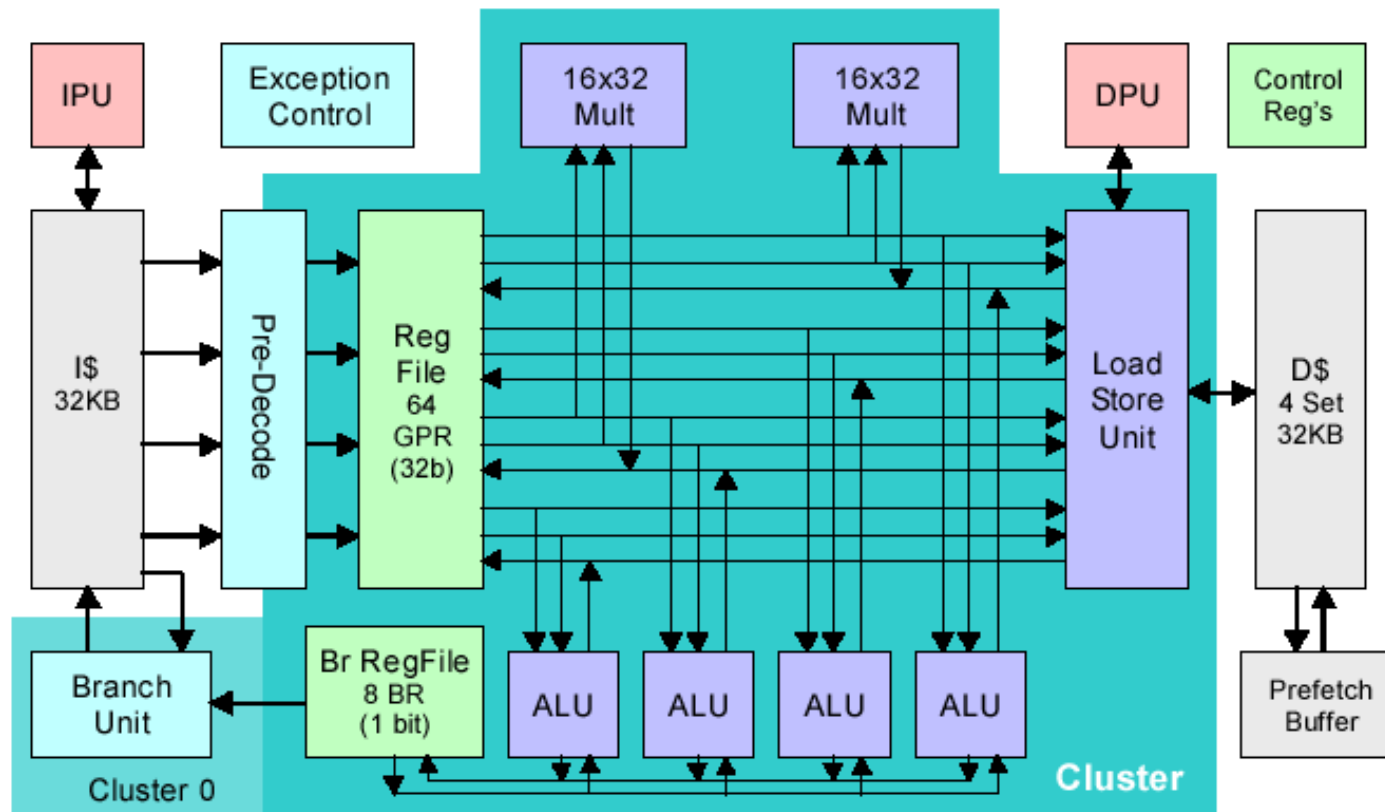 IPU
Exception
Control
16x32
Mult
16x32
Mult
DPU
Control
Reg's
I$
32KB
Pre-Decode
Reg
File
64
GPR
(32b)
Load
Store
Unit
D$
4 Set
32KB
Branch
Unit
Br RegFile
8 BR
(1 bit)
ALU
ALU
ALU
ALU
Prefetch
Buffer
Cluster 0
Cluster